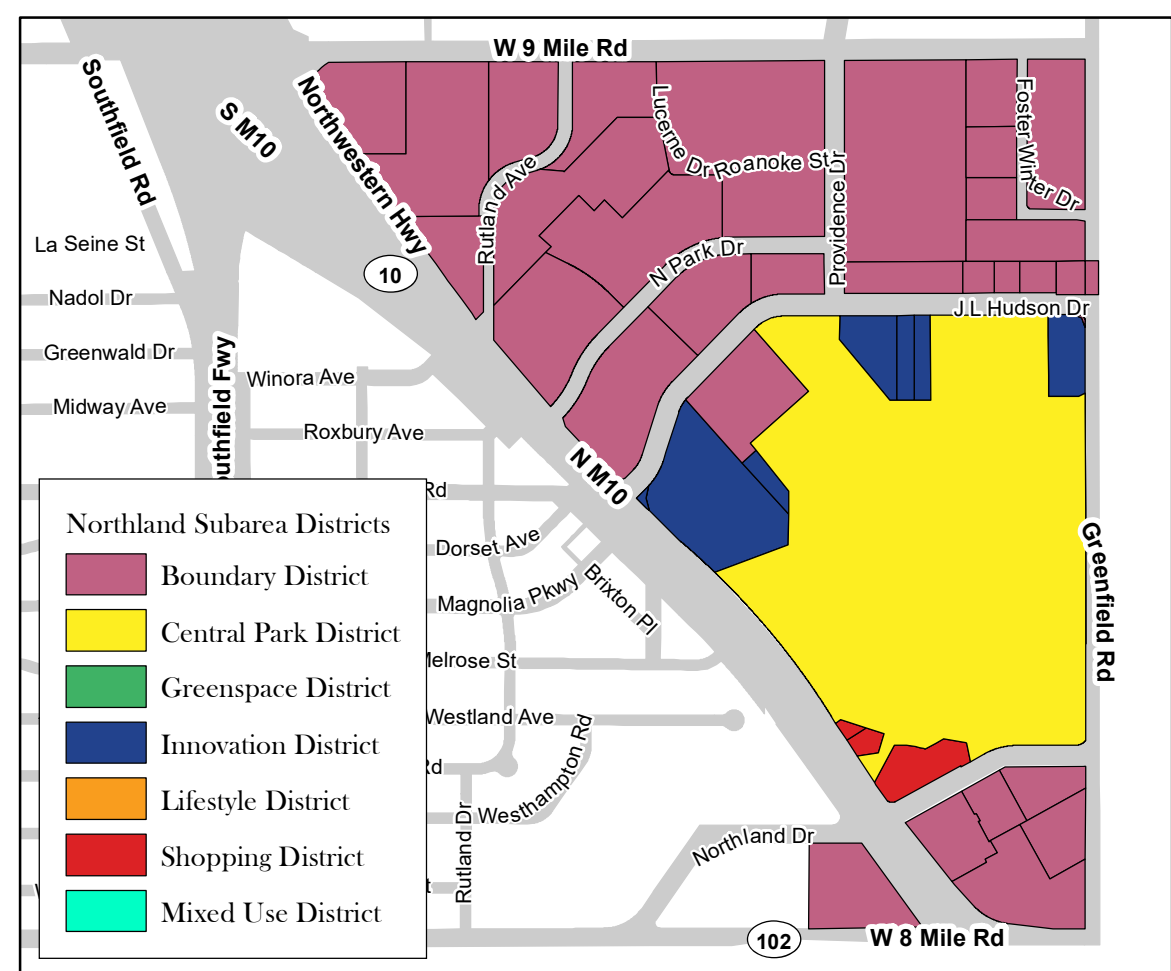 W 9 Mile Rd
Southfield Rd
S M10
Northwestern Hwy
Lucerne Dr
Roanoke St
Providence Dr
Foster Winter Dr
Rutland Ave
La Seine St
10
N Park Dr
Nadol Dr
J L Hudson Dr
Greenwald Dr
Winora Ave
Midway Ave
outhfield Fwy
Roxbury Ave
N M10
Rd
Dorset Ave
Magnolia Pkwy
Brixton Pl
Greenfield Rd
Melrose St
Westland Ave
Rd
Westhampton Rd
Rutland Dr
Northland Dr
102
W 8 Mile Rd
Northland Subarea Districts
Boundary District
Central Park District
Greenspace District
Innovation District
Lifestyle District
Shopping District
Mixed Use District